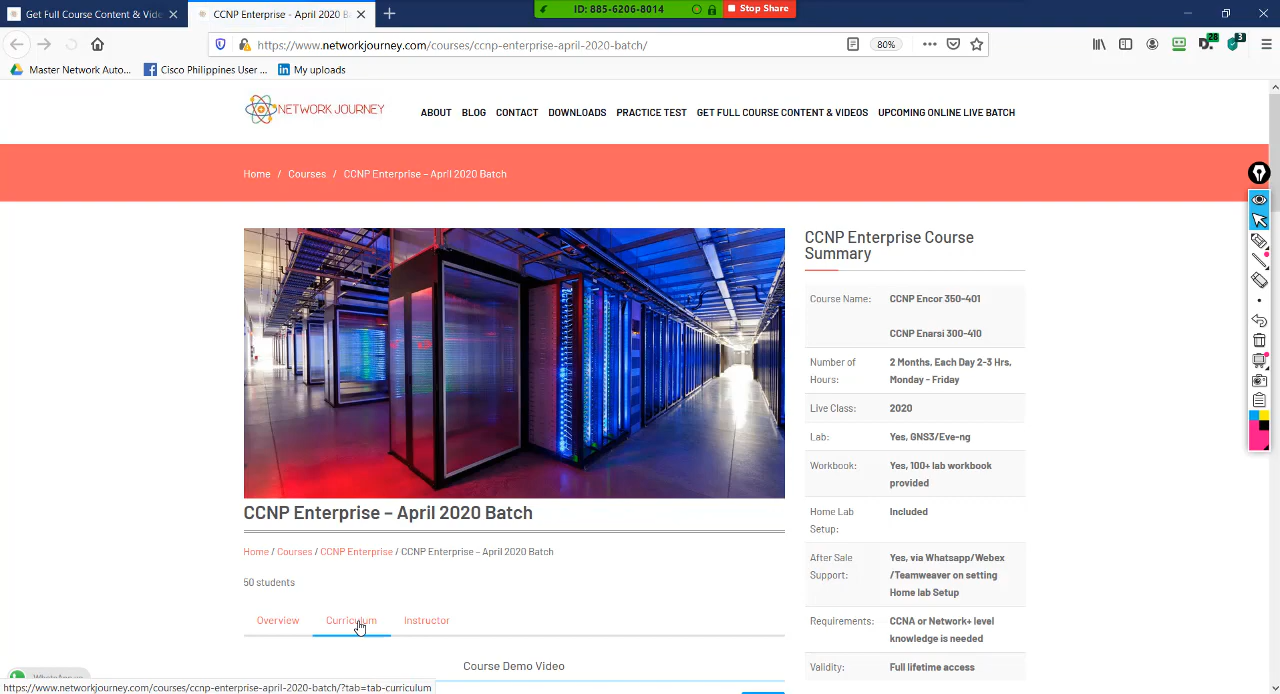 Get Full Course Content & Vide
CCNP Enterprise - April 2020 B
ID: 885-6206-8014
Stop Share
https://www.networkjourney.com/courses/ccnp-enterprise-april-2020-batch/
80%
28
3
Master Network Auto...
Cisco Philippines User ...
My uploads
NETWORK JOURNEY
ABOUT BLOG CONTACT DOWNLOADS PRACTICE TEST GET FULL COURSE CONTENT & VIDEOS UPCOMING ONLINE LIVE BATCH
Home / Courses / CCNP Enterprise – April 2020 Batch
CCNP Enterprise – April 2020 Batch
Home / Courses / CCNP Enterprise / CCNP Enterprise – April 2020 Batch
50 students
Overview Curriculum Instructor
Course Demo Video
CCNP Enterprise Course
Summary
Course Name: CCNP Encor 350-401
CCNP Enarsi 300-410
Number of Hours: 2 Months. Each Day 2-3 Hrs, Monday - Friday
Live Class: 2020
Lab: Yes, GNS3/Eve-ng
Workbook: Yes, 100+ lab workbook provided
Home Lab Setup: Included
After Sale Support: Yes, via Whatsapp/Webex /Teamweaver on setting Home lab Setup
Requirements: CCNA or Network+ level knowledge is needed
Validity: Full lifetime access
https://www.networkjourney.com/courses/ccnp-enterprise-april-2020-batch/?tab=tab-curriculum